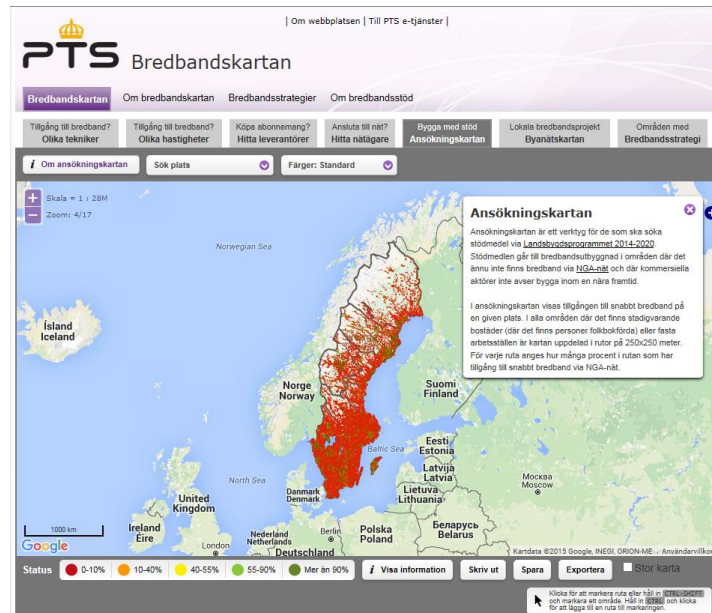 | Om webbplatsen | Till PTS e-tjänster |
PTS Bredbandskartan
Bredbandskartan Om bredbandskartan Bredbandsstrategier Om bredbandsstöd
Tillgång till bredband? Tillgång till bredband? Köpa abonnemang? Ansluta till nät? Bygga med stöd Lokala bredbandsprojekt Områden med
Olika tekniker Olika hastigheter Hitta leverantörer Hitta nätägare Ansökningskartan Byanätskartan Bredbandsstrategi
i Om ansökningskartan Sök plats Färger: Standard
+ Skala = 1 : 28M
− Zoom: 4/17
Ansökningskartan
Ansökningskartan är ett verktyg för de som ska söka
stödmedel via Landsbygdsprogrammet 2014-2020.
Stödmedlen går till bredbandsutbyggnad i områden där det
ännu inte finns bredband via NGA-nät och där kommersiella
aktörer inte avser bygga inom en nära framtid.
I ansökningskartan visas tillgången till snabbt bredband på
en given plats. I alla områden där det finns stadigvarande
bostäder (där det finns personer folkbokförda) eller fasta
arbetsställen är kartan uppdelad i rutor på 250x250 meter.
För varje ruta anges hur många procent i rutan som har
tillgång till snabbt bredband via NGA-nät.
Norwegian Sea
Ísland
Iceland
Norge
Norway
Suomi
Finland
Baltic Sea
Eesti
Estonia
Latvija
Latvia
North Sea
Danmark
Denmark
Lietuva
Lithuania
Москва
Moscow
United
Kingdom
Ireland
Éire
London
Nederland
Netherlands
Berlin
Deutschland
Polska
Poland
Беларусь
Belarus
1000 km
Google
Kartdata ©2015 Google, INEGI, ORION-ME Användarvillkor
Status 0-10% 10-40% 40-55% 55-90% Mer än 90% i Visa information Skriv ut Spara Exportera Stor karta
Klicka för att markera ruta eller håll in CTRL-SHIFT
och markera ett område. Håll in CTRL och klicka
för att lägga till en ruta till markeringen.